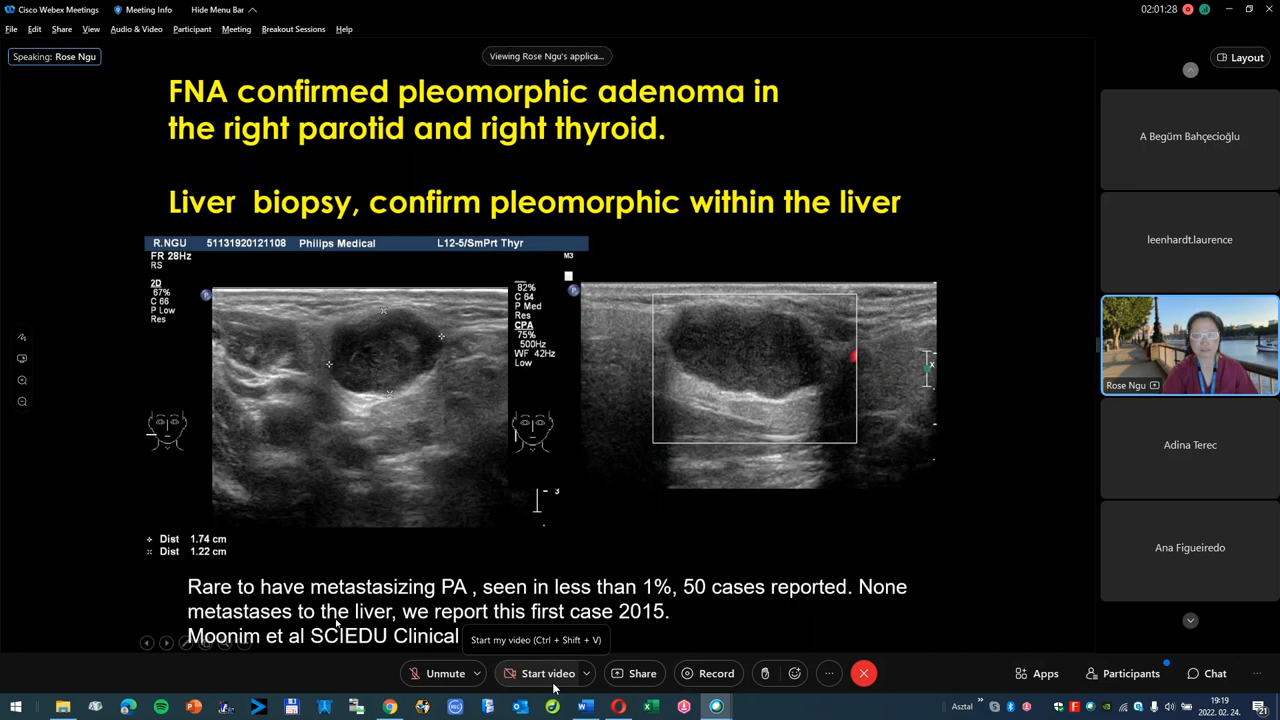 Cisco Webex Meetings
Meeting Info
Hide Menu Bar
02:01:28
File Edit Share View Audio & Video Participant Meeting Breakout Sessions Help
Speaking: Rose Ngu
Viewing Rose Ngu's applica...
Layout
FNA confirmed pleomorphic adenoma in
the right parotid and right thyroid.
Liver biopsy, confirm pleomorphic within the liver
R.NGU 51131920121108 Philips Medical L12-5/SmPrt Thyr
FR 28Hz
RS
2D
67%
C 66
P Low
Res
P
M3
82%
C 64
P Med
Res
CPA
75%
500Hz
WF 42Hz
Low
P
x
3
Dist 1.74 cm
Dist 1.22 cm
Rare to have metastasizing PA , seen in less than 1%, 50 cases reported. None
metastases to the liver, we report this first case 2015.
Moonim et al SCIEDU Clinical
Start my video (Ctrl + Shift + V)
A Begüm Bahçecioğlu
leenhardt.laurence
Rose Ngu
Adina Terec
Ana Figueiredo
Unmute
Start video
Share
Record
Apps
Participants
Chat
Asztal
19:19
2022. 02. 24.